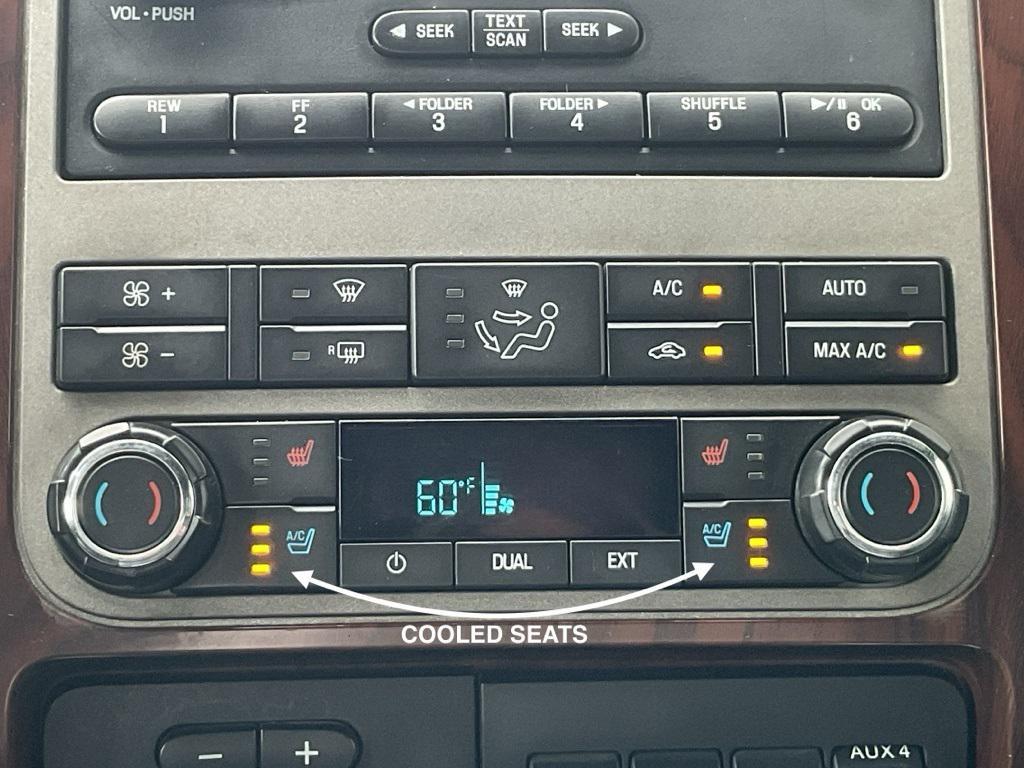 VOL • PUSH
◄ SEEK
TEXT
SCAN
SEEK ►
REW
1
FF
2
◄ FOLDER
3
FOLDER ►
4
SHUFFLE
5
►/II OK
6
+
A/C
AUTO
–
R
MAX A/C
60°F
A/C
A/C
DUAL
EXT
COOLED SEATS
–
+
AUX 4